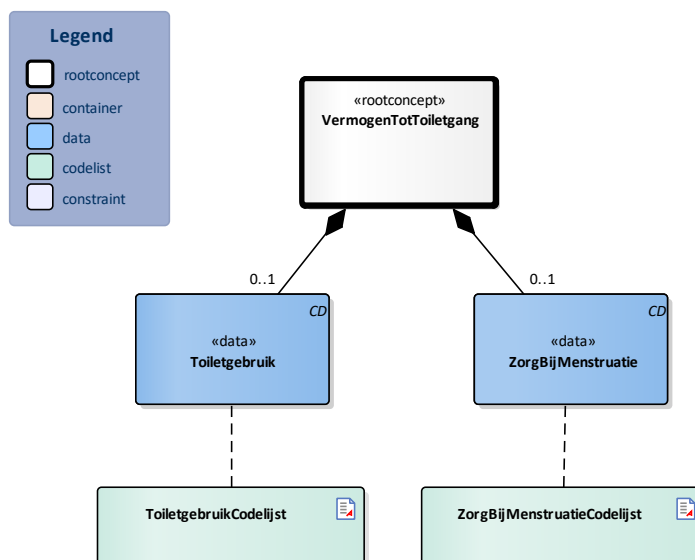 Legend
rootconcept
container
data
codelist
constraint
«rootconcept»
VermogenTotToiletgang
0..1
0..1
CD
«data»
Toiletgebruik
CD
«data»
ZorgBijMenstruatie
ToiletgebruikCodelijst
ZorgBijMenstruatieCodelijst